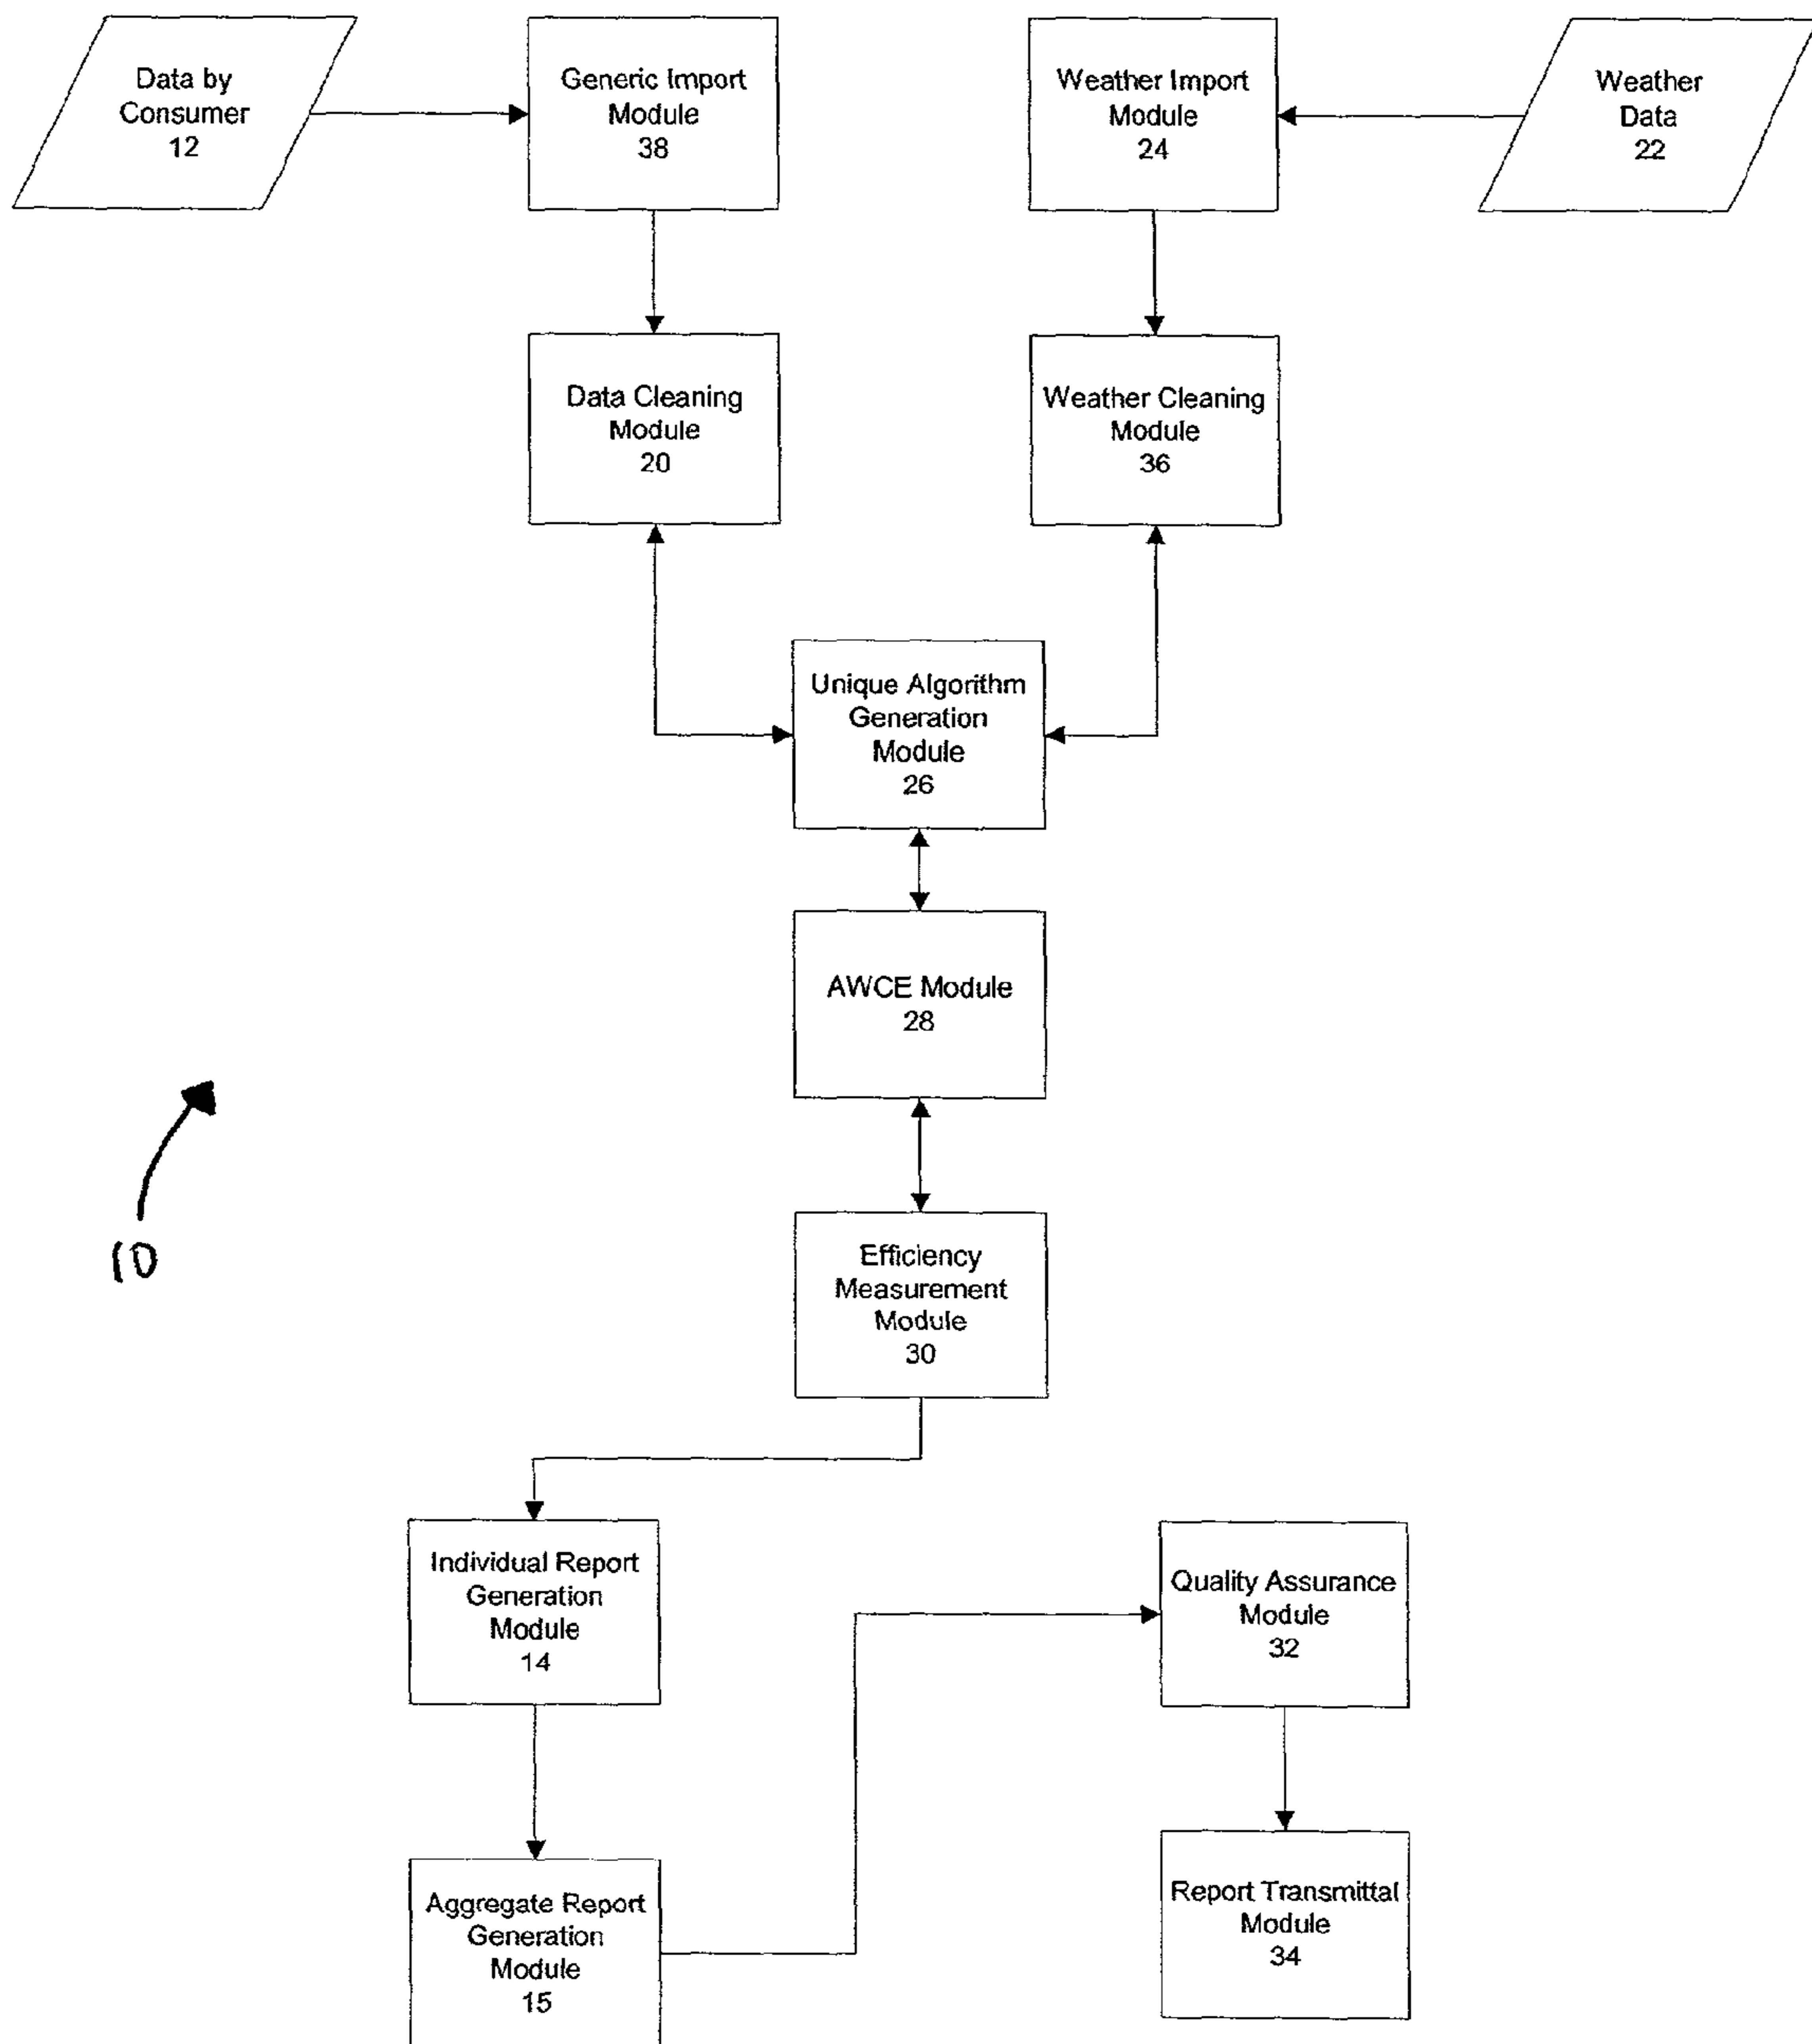 Data by
Consumer
12
Generic Import
Module
38
Weather Import
Module
24
Weather
Data
22
Data Cleaning
Module
20
Weather Cleaning
Module
36
Unique Algorithm
Generation
Module
26
AWCE Module
28
10
Efficiency
Measurement
Module
30
Individual Report
Generation
Module
14
Quality Assurance
Module
32
Aggregate Report
Generation
Module
15
Report Transmittal
Module
34